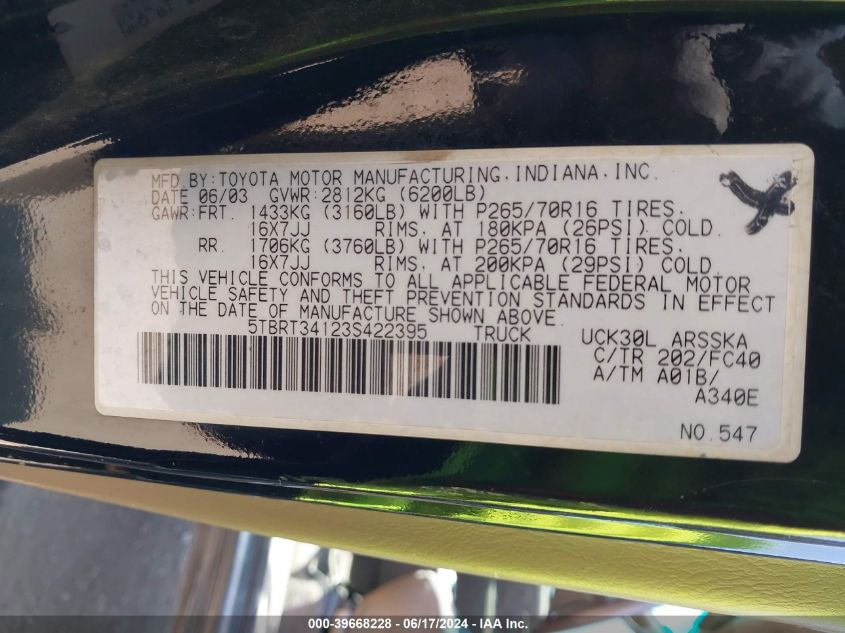 MFD.BY:TOYOTA MOTOR MANUFACTURING.INDIANA.INC.
DATE 06/03 GVWR:2812KG (6200LB)
GAWR:FRT. 1433KG (3160LB) WITH P265/70R16 TIRES.
16X7JJ RIMS. AT 180KPA (26PSI) COLD.
RR. 1706KG (3760LB) WITH P265/70R16 TIRES.
16X7JJ RIMS. AT 200KPA (29PSI) COLD.
THIS VEHICLE CONFORMS TO ALL APPLICABLE FEDERAL MOTOR
VEHICLE SAFETY AND THEFT PREVENTION STANDARDS IN EFFECT
ON THE DATE OF MANUFACTURE SHOWN ABOVE.
5TBRT34123S422395 TRUCK
UCK30L ARSSKA
C/TR 202/FC40
A/TM A01B/
A340E
NO.547
000-39668228 - 06/17/2024 - IAA Inc.